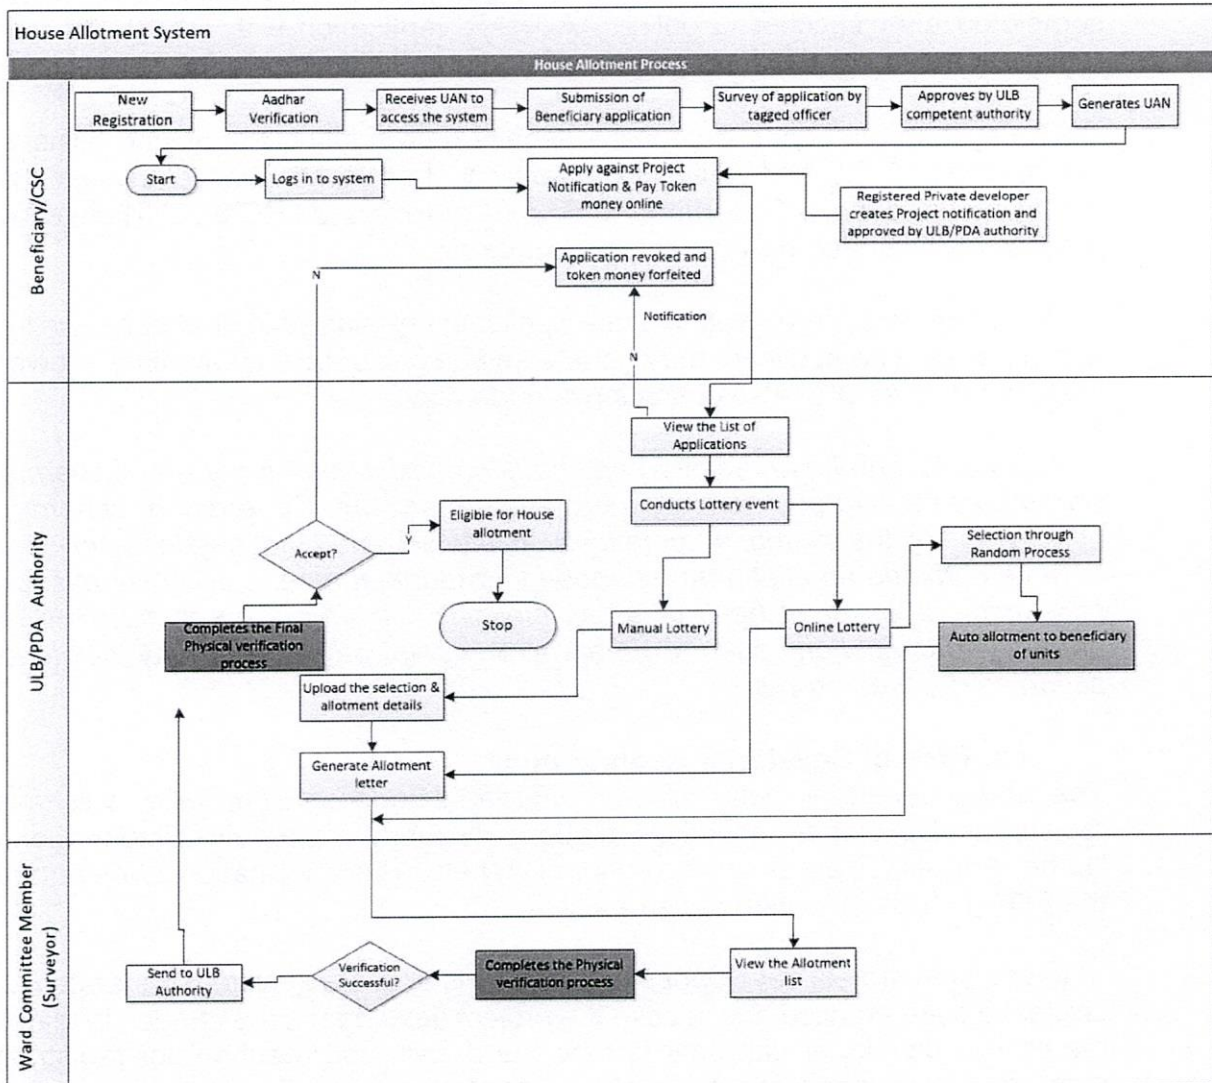 House Allotment System
House Allotment Process
Beneficiary/CSC
New
Registration
Aadhar
Verification
Receives UAN to
access the system
Submission of
Beneficiary application
Survey of application by
tagged officer
Approves by ULB
competent authority
Generates UAN
Start
Logs in to system
Apply against Project
Notification & Pay Token
money online
Registered Private developer
creates Project notification and
approved by ULB/PDA authority
N
Application revoked and
token money forfeited
Notification
N
ULB/PDA Authority
View the List of
Applications
Conducts Lottery event
Eligible for House
allotment
Accept?
Y
Selection through
Random Process
Stop
Manual Lottery
Online Lottery
Auto allotment to beneficiary
of units
Completes the Final
Physical verification
process
Upload the selection &
allotment details
Generate Allotment
letter
Ward Committee Member
(Surveyor)
Send to ULB
Authority
Verification
Successful?
Completes the Physical
verification process
View the Allotment
list